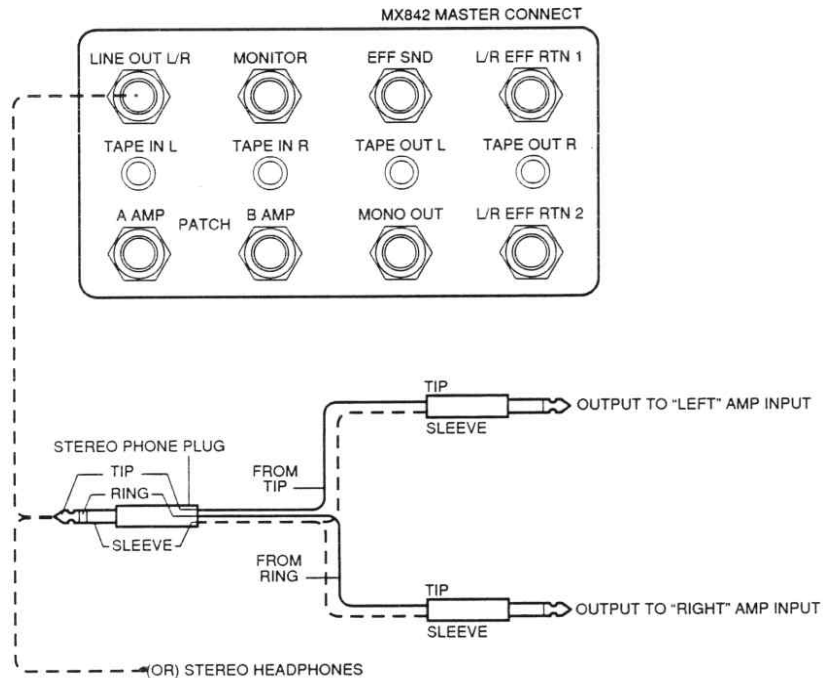 MX842 MASTER CONNECT
LINE OUT L/R MONITOR EFF SND L/R EFF RTN 1
TAPE IN L TAPE IN R TAPE OUT L TAPE OUT R
A AMP PATCH B AMP MONO OUT L/R EFF RTN 2
TIP
OUTPUT TO "LEFT" AMP INPUT
SLEEVE
STEREO PHONE PLUG
TIP
RING
SLEEVE
FROM
TIP
FROM
RING
TIP
OUTPUT TO "RIGHT" AMP INPUT
SLEEVE
(OR) STEREO HEADPHONES